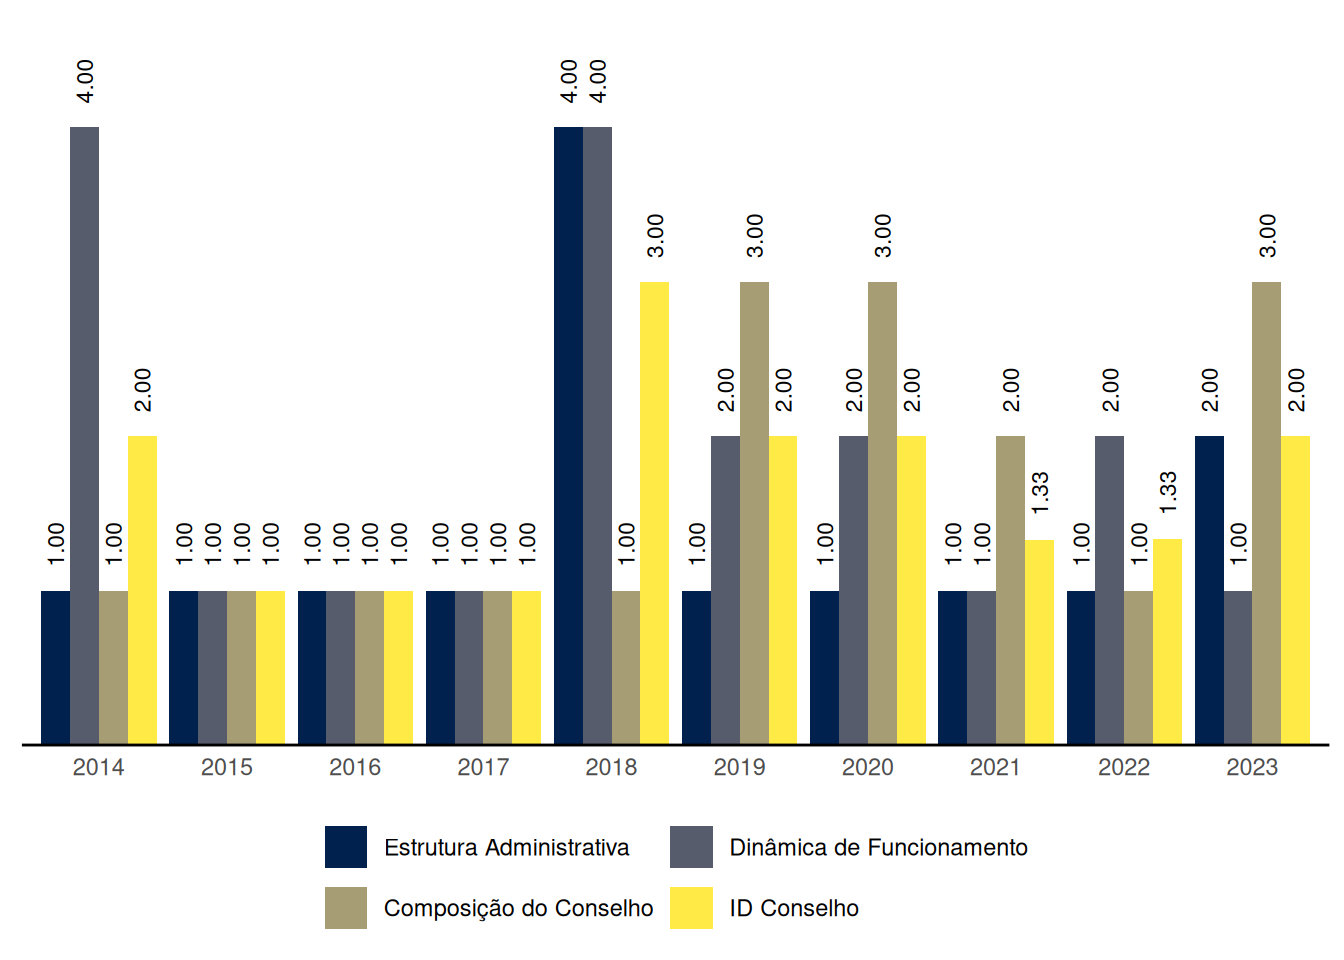 4.00
4.00 4.00
3.00 3.00 3.00 3.00
2.00 2.00 2.00 2.00 2.00 2.00 2.00 2.00 2.00
1.33 1.33
1.00 1.00 1.00 1.00 1.00 1.00 1.00 1.00 1.00 1.00 1.00 1.00 1.00 1.00 1.00 1.00 1.00 1.00 1.00 1.00 1.00 1.00
2014 2015 2016 2017 2018 2019 2020 2021 2022 2023
Estrutura Administrativa Dinâmica de Funcionamento
Composição do Conselho ID Conselho